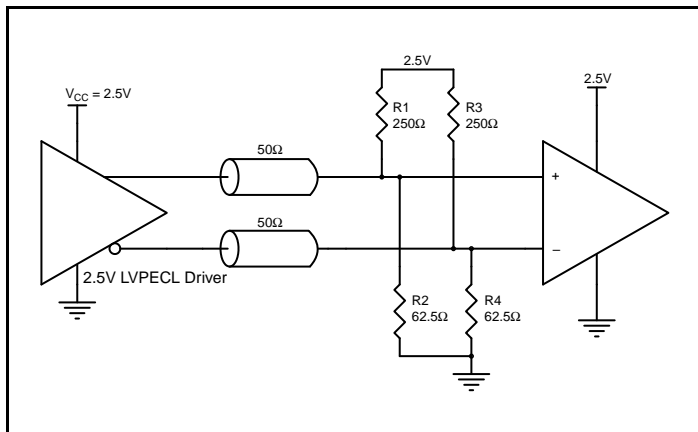 2.5V
2.5V
V_CC = 2.5V
R1
250Ω
R3
250Ω
50Ω
+
50Ω
–
2.5V LVPECL Driver
R2
62.5Ω
R4
62.5Ω